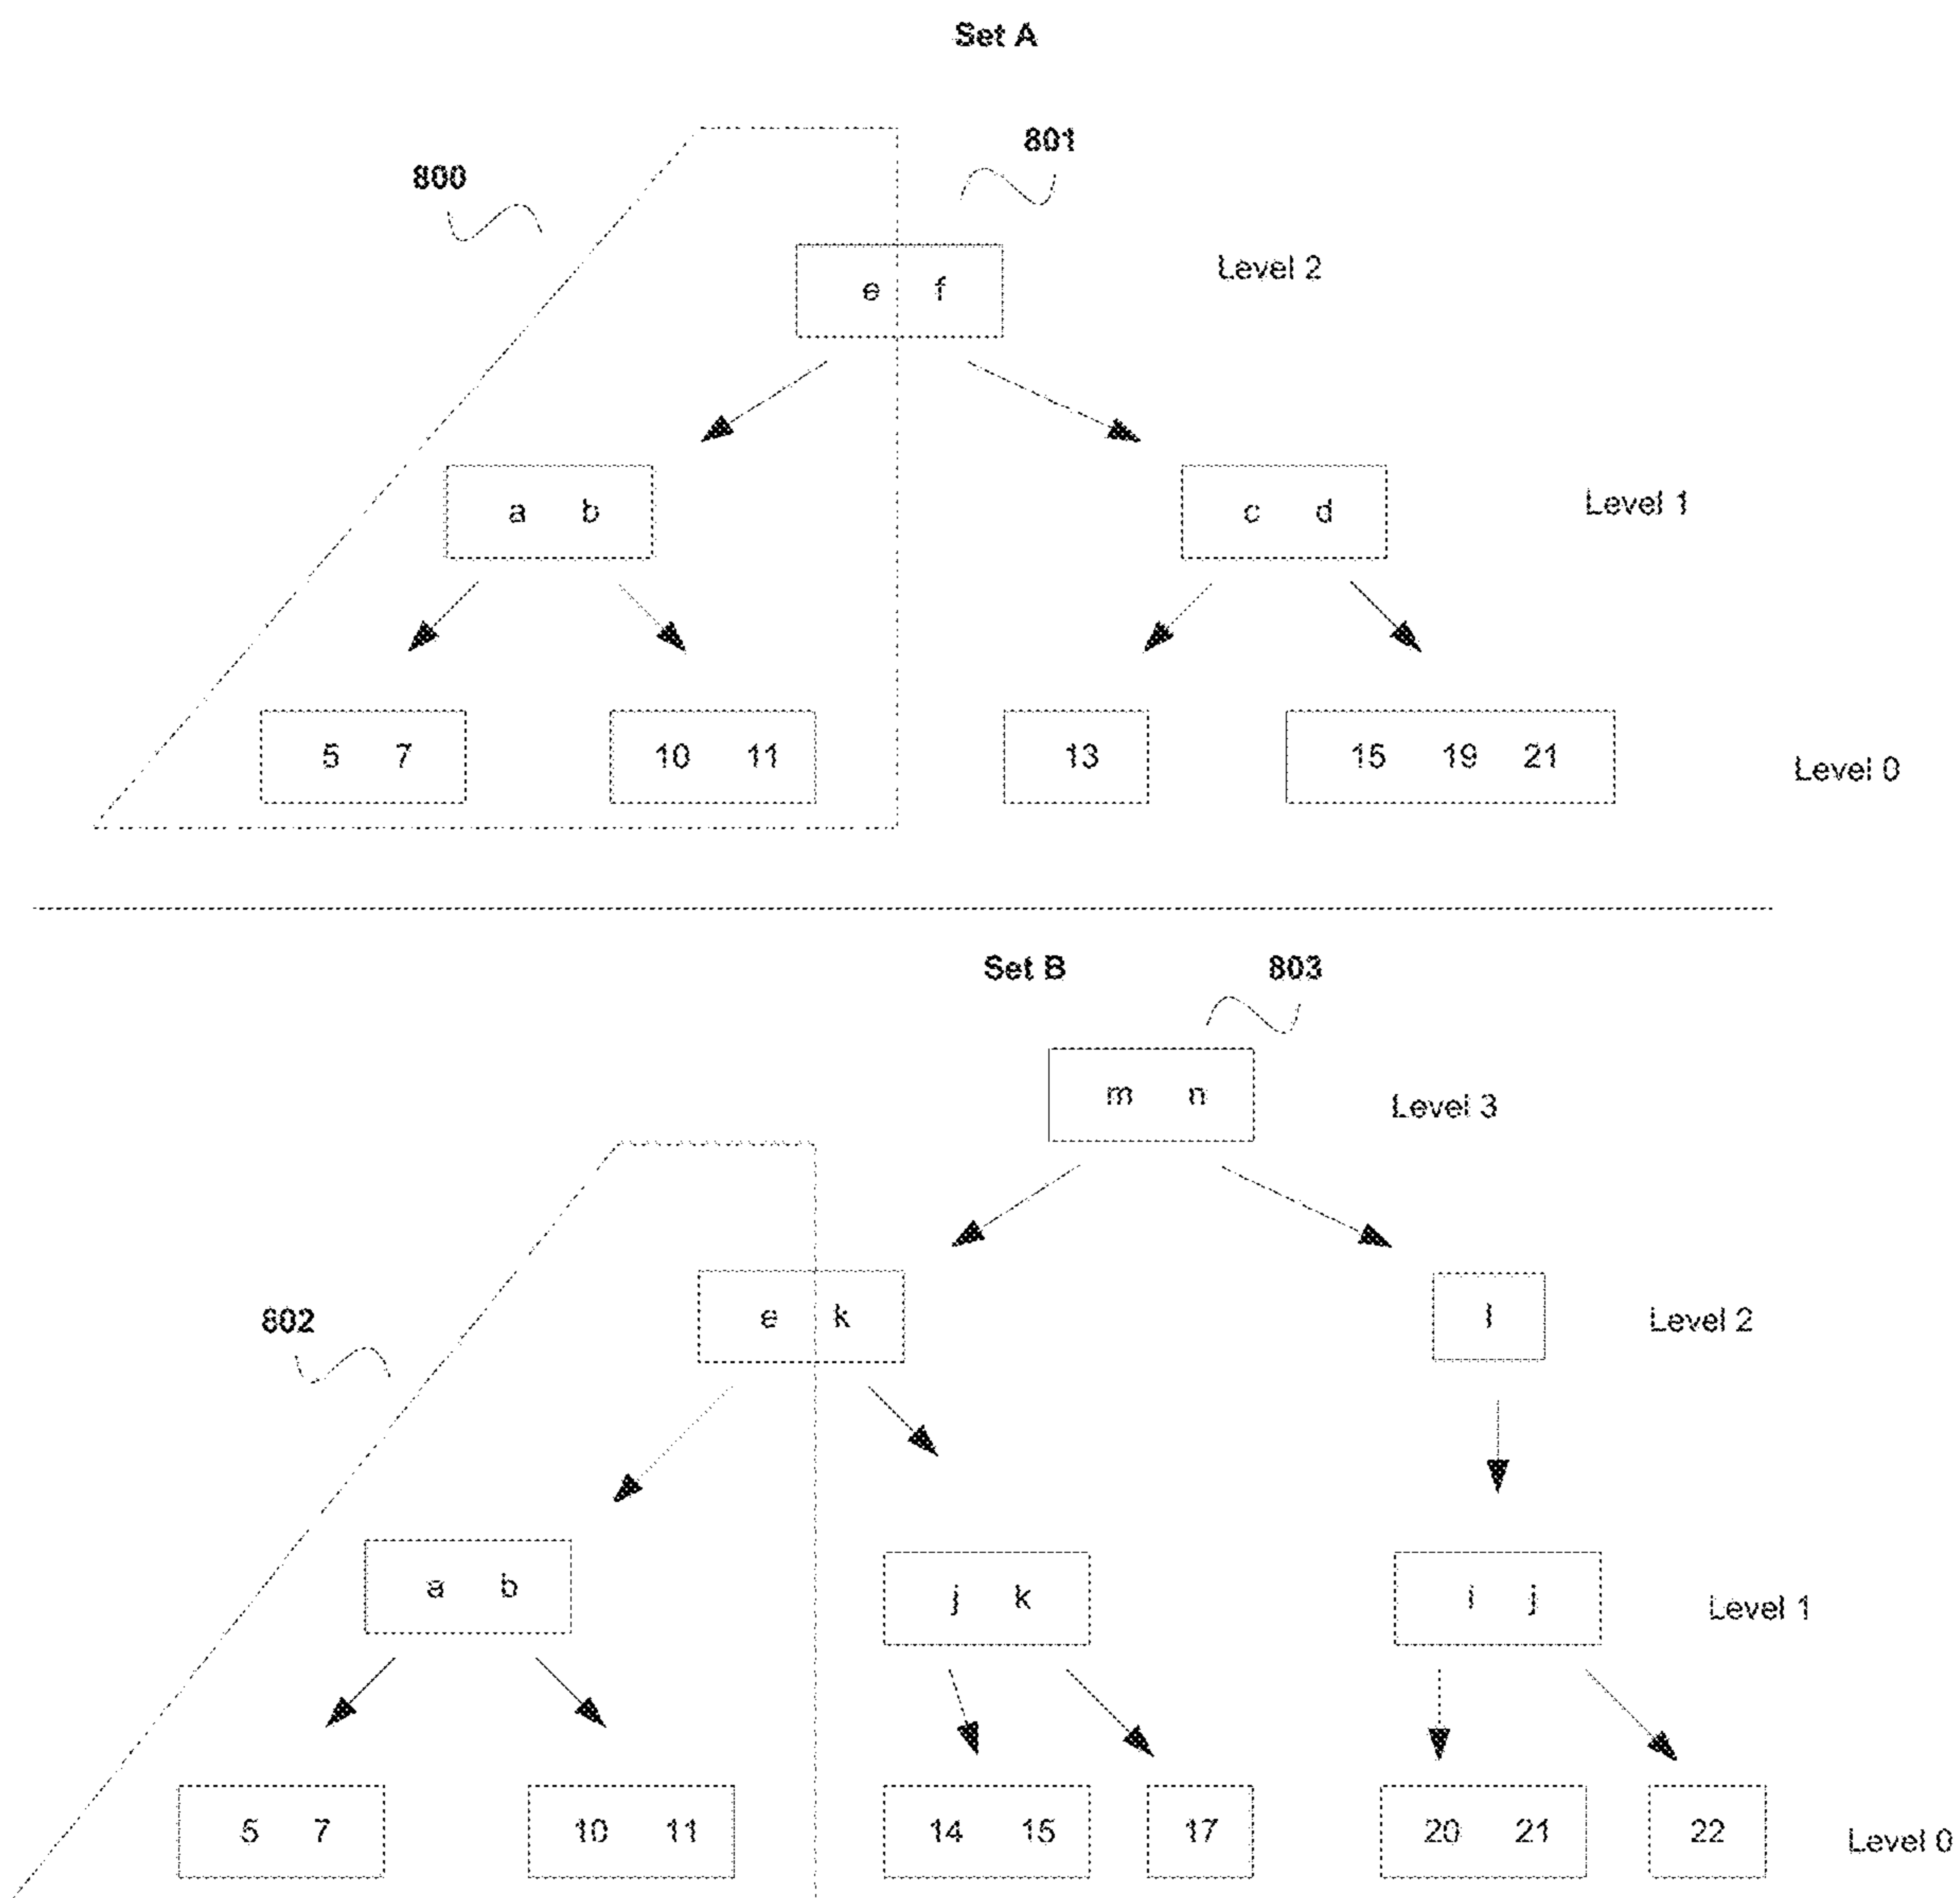 Set A
801
800
Level 2
e f
Level 1
a b
c d
5 7
10 11
13
15 19 21
Level 0
Set B
803
m n
Level 3
802
e k
l
Level 2
a b
j k
i j
Level 1
5 7
10 11
14 15
17
20 21
22
Level 0